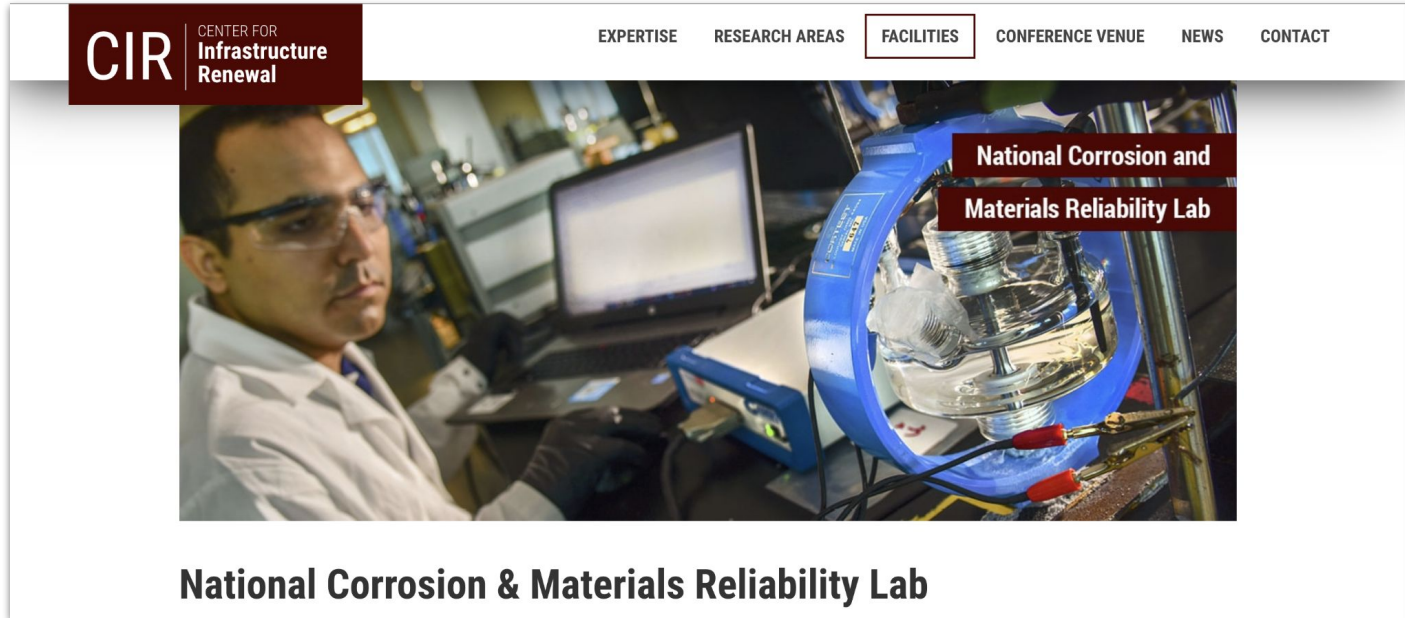 CIR
CENTER FOR
Infrastructure
Renewal
EXPERTISE RESEARCH AREAS FACILITIES CONFERENCE VENUE NEWS CONTACT
National Corrosion and
Materials Reliability Lab
National Corrosion & Materials Reliability Lab